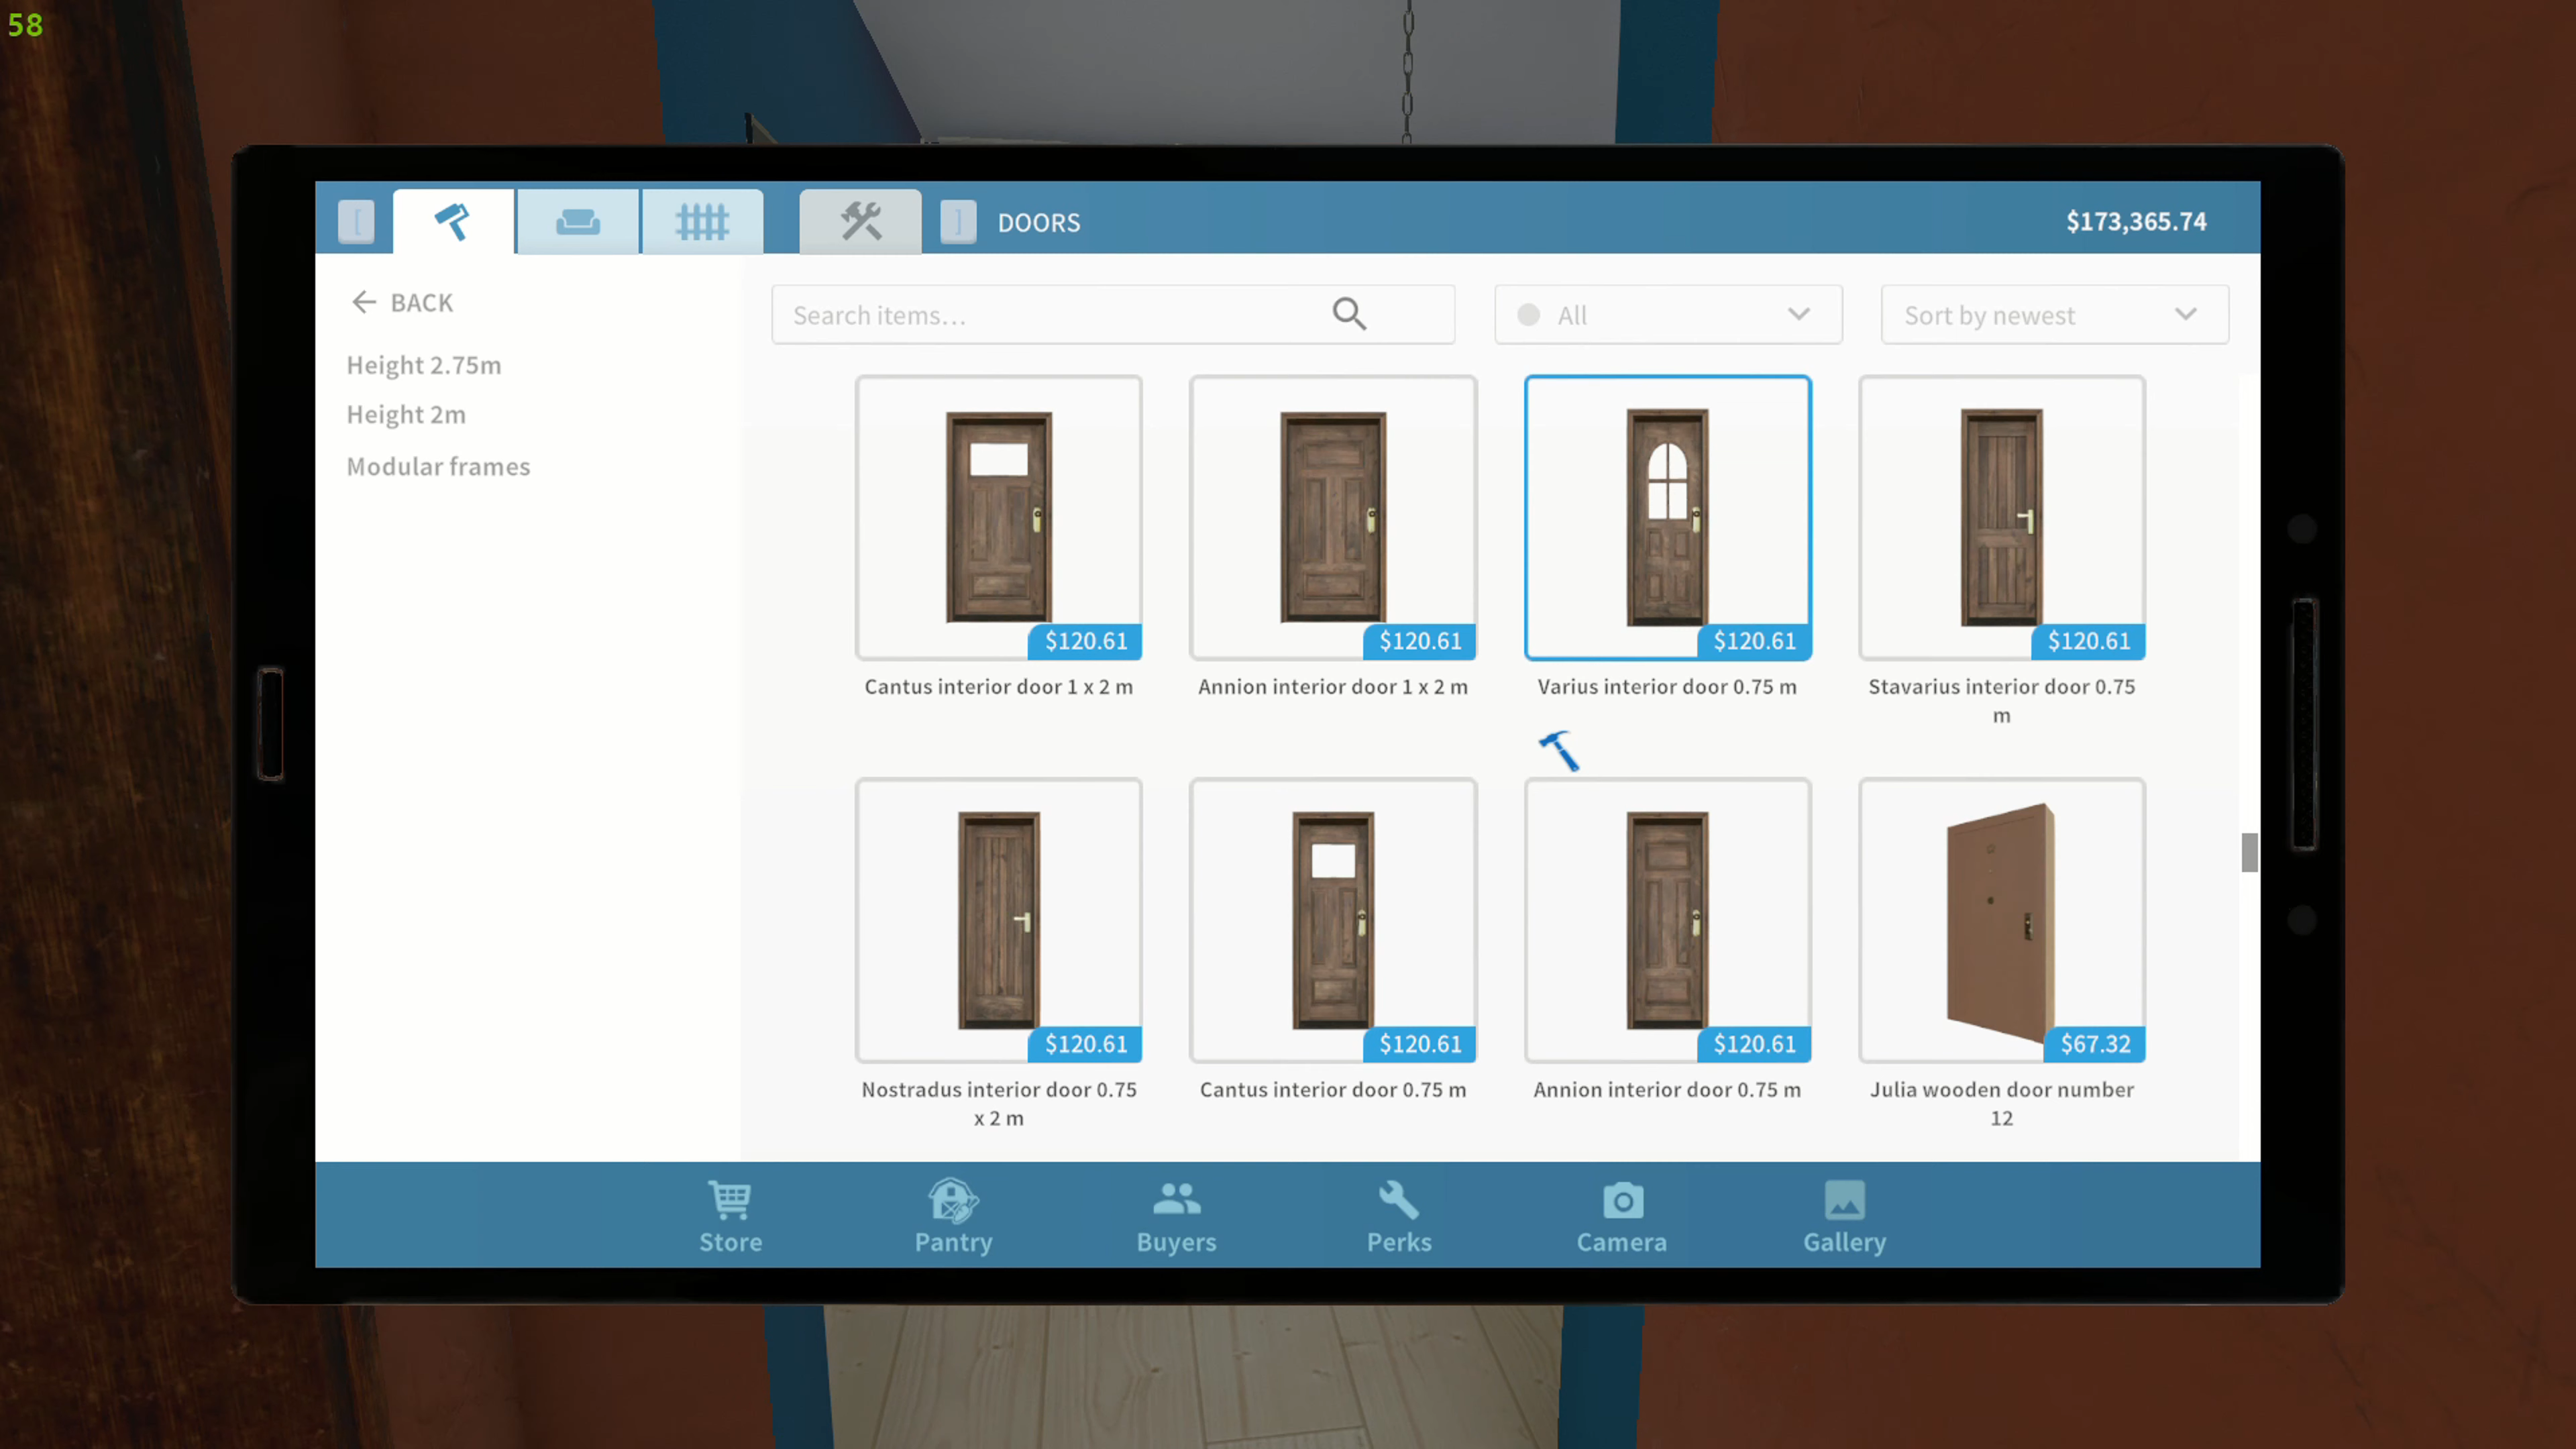 58
[
]
DOORS
$173,365.74
BACK
Height 2.75m
Height 2m
Modular frames
Search items...
All
Sort by newest
$120.61
$120.61
$120.61
$120.61
Cantus interior door 1 x 2 m
Annion interior door 1 x 2 m
Varius interior door 0.75 m
Stavarius interior door 0.75
m
$120.61
$120.61
$120.61
$67.32
Nostradus interior door 0.75
x 2 m
Cantus interior door 0.75 m
Annion interior door 0.75 m
Julia wooden door number
12
Store
Pantry
Buyers
Perks
Camera
Gallery